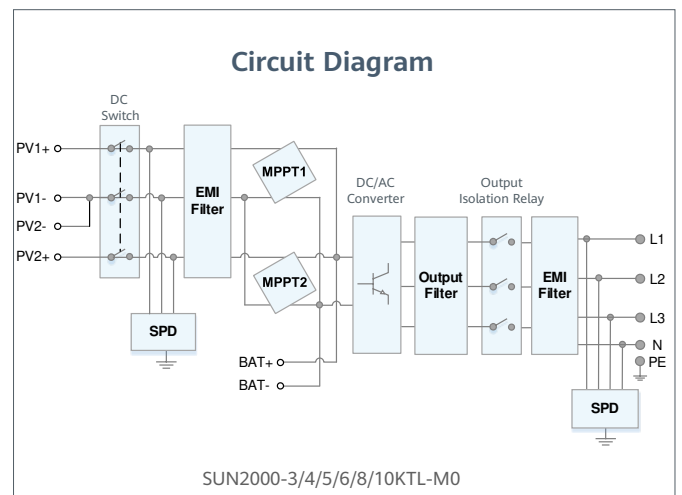 Circuit Diagram
DC
Switch
PV1+
PV1-
PV2-
PV2+
EMI
Filter
SPD
MPPT1
MPPT2
BAT+
BAT-
DC/AC
Converter
Output
Filter
Output
Isolation Relay
EMI
Filter
L1
L2
L3
N
PE
SPD
SUN2000-3/4/5/6/8/10KTL-M0